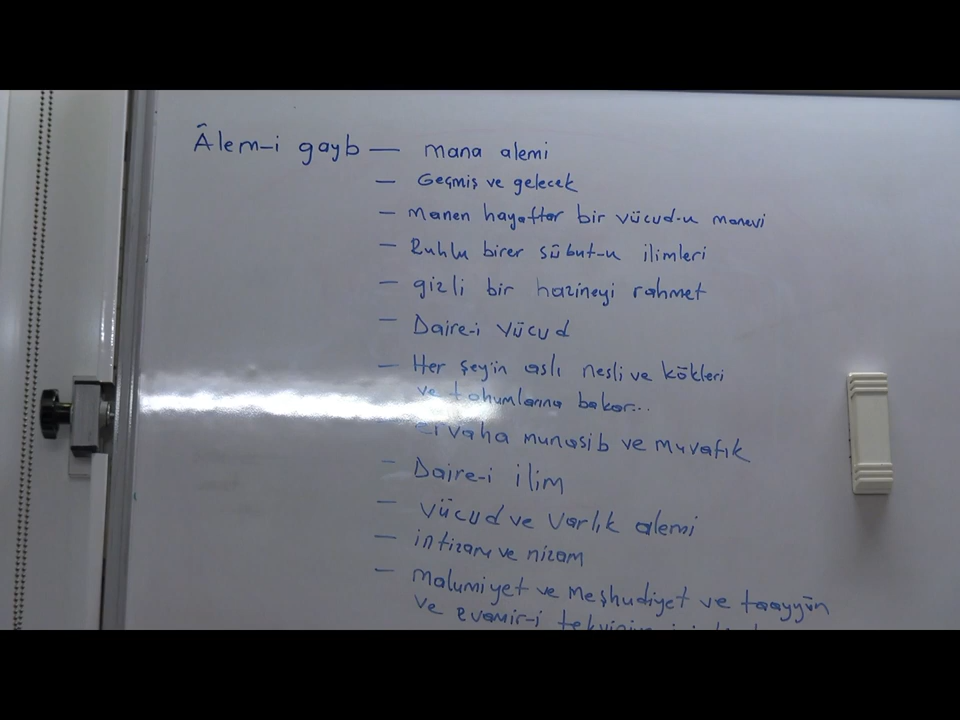 Âlem-i gayb — mana alemi
— Geçmiş ve gelecek
— manen hayattar bir vücud-u manevi
— Ruhlu birer sübut-u ilimleri
— gizli bir hazineyi rahmet
— Daire-i vücud
— Her şeyin aslı nesli ve kökleri
ve tohumlarına bakar...
— ervaha munasib ve muvafık
— Daire-i ilim
— vücud ve varlık alemi
— intizam ve nizam
— malumiyet ve meşhudiyet ve taayyün
ve evamir-i